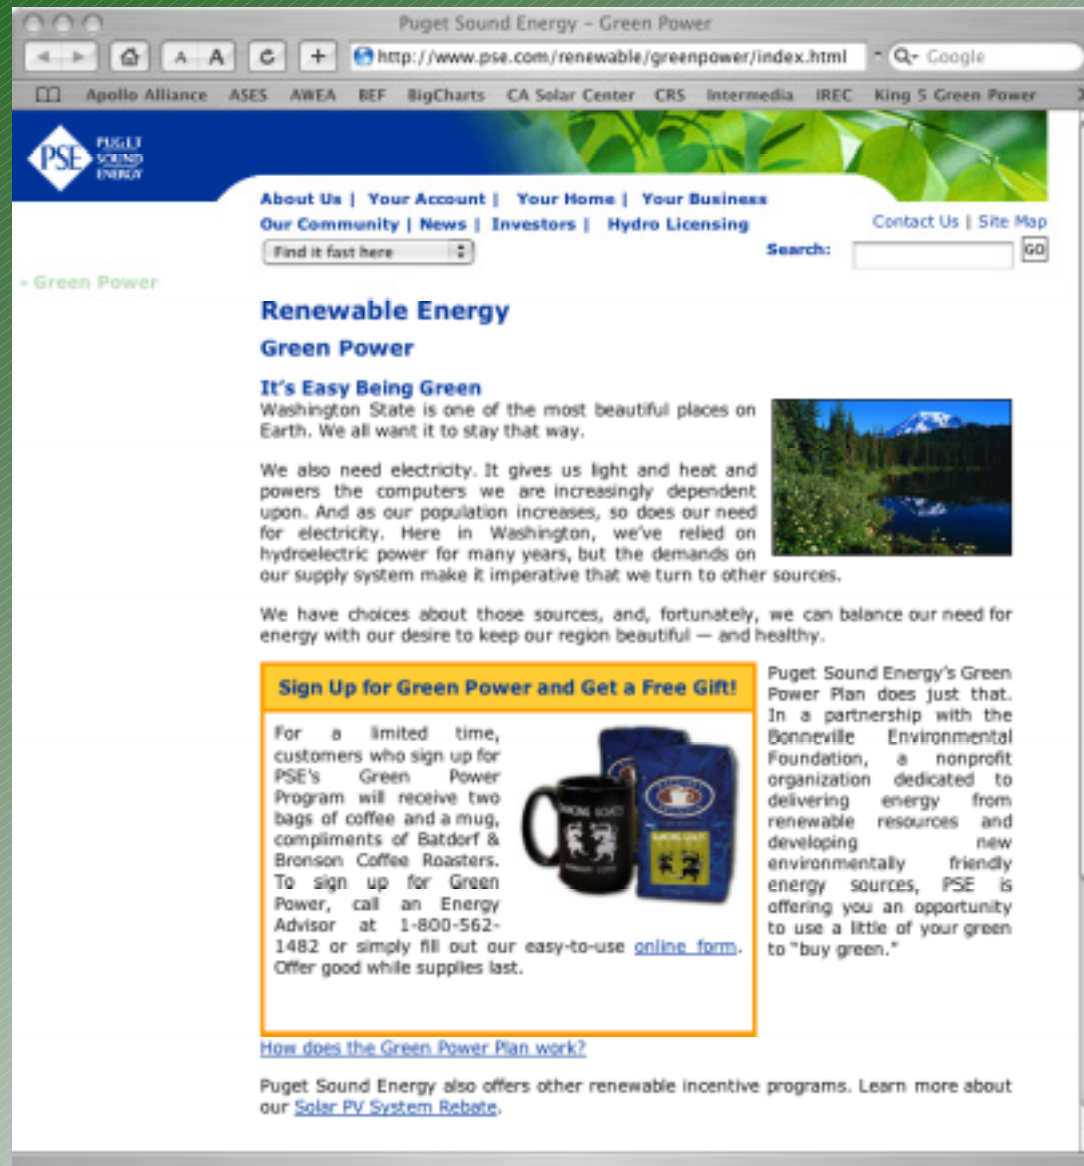 Puget Sound Energy – Green Power
A A + http://www.pse.com/renewable/greenpower/index.html Google
Apollo Alliance ASES AWEA BEF BigCharts CA Solar Center CRS Intermedia IREC King 5 Green Power
PSE PUGET SOUND ENERGY
About Us | Your Account | Your Home | Your Business
Our Community | News | Investors | Hydro Licensing
Contact Us | Site Map
Find it fast here
Search: GO
- Green Power
Renewable Energy
Green Power
It's Easy Being Green
Washington State is one of the most beautiful places on
Earth. We all want it to stay that way.
We also need electricity. It gives us light and heat and
powers the computers we are increasingly dependent
upon. And as our population increases, so does our need
for electricity. Here in Washington, we've relied on
hydroelectric power for many years, but the demands on
our supply system make it imperative that we turn to other sources.
We have choices about those sources, and, fortunately, we can balance our need for
energy with our desire to keep our region beautiful — and healthy.
Sign Up for Green Power and Get a Free Gift!
For a limited time,
customers who sign up for
PSE's Green Power
Program will receive two
bags of coffee and a mug,
compliments of Batdorf &
Bronson Coffee Roasters.
To sign up for Green
Power, call an Energy
Advisor at 1-800-562-
1482 or simply fill out our easy-to-use online form.
Offer good while supplies last.
Puget Sound Energy's Green
Power Plan does just that.
In a partnership with the
Bonneville Environmental
Foundation, a nonprofit
organization dedicated to
delivering energy from
renewable resources and
developing new
environmentally friendly
energy sources, PSE is
offering you an opportunity
to use a little of your green
to "buy green."
How does the Green Power Plan work?
Puget Sound Energy also offers other renewable incentive programs. Learn more about
our Solar PV System Rebate.